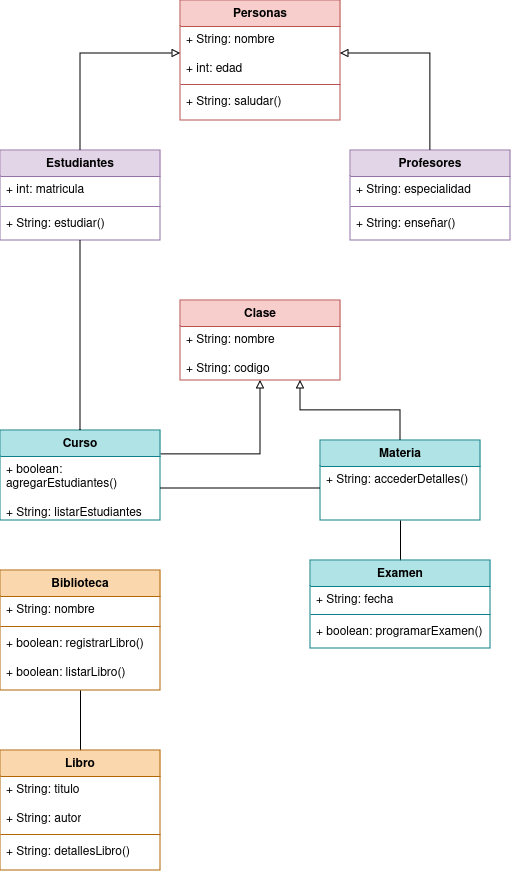 Personas
+ String: nombre
+ int: edad
+ String: saludar()
Estudiantes
+ int: matricula
+ String: estudiar()
Profesores
+ String: especialidad
+ String: enseñar()
Clase
+ String: nombre
+ String: codigo
Curso
+ boolean:
agregarEstudiantes()
+ String: listarEstudiantes
Materia
+ String: accederDetalles()
Examen
+ String: fecha
+ boolean: programarExamen()
Biblioteca
+ String: nombre
+ boolean: registrarLibro()
+ boolean: listarLibro()
Libro
+ String: titulo
+ String: autor
+ String: detallesLibro()